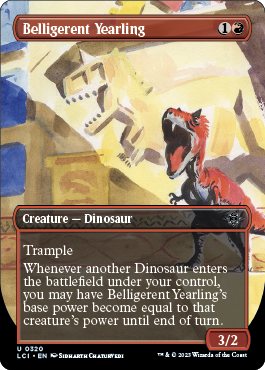 Belligerent Yearling 1
Creature — Dinosaur
Trample
Whenever another Dinosaur enters
the battlefield under your control,
you may have Belligerent Yearling's
base power become equal to that
creature's power until end of turn.
3/2
U 0320
LCI • EN Sidharth Chaturvedi
™ & © 2023 Wizards of the Coast